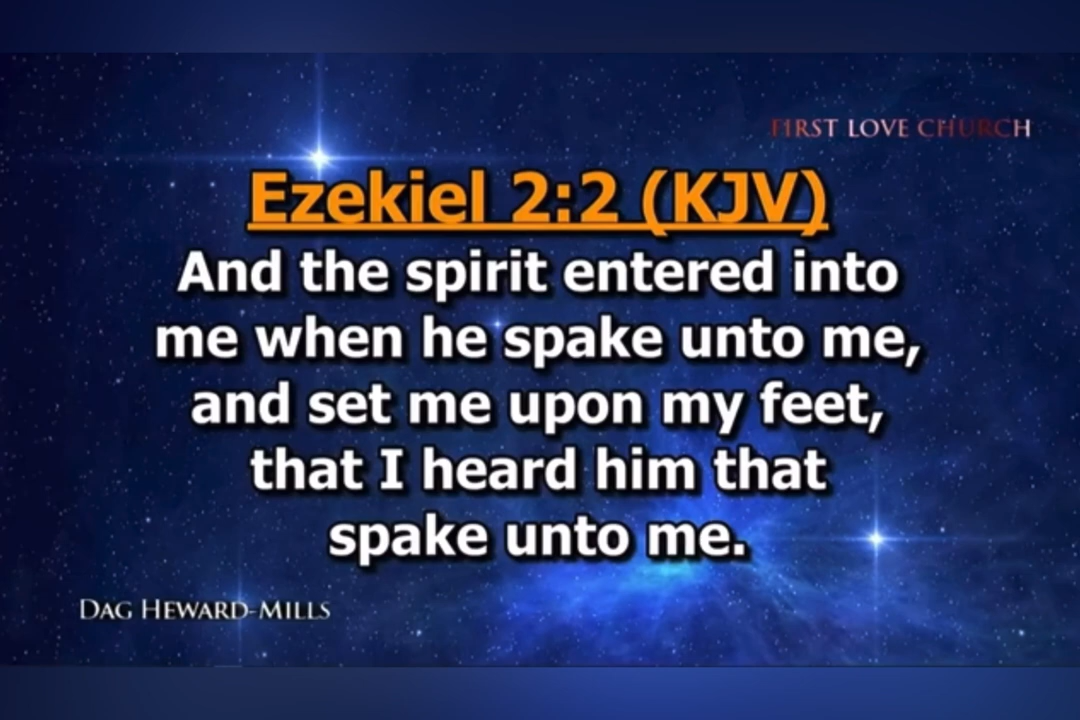 FIRST LOVE CHURCH
Ezekiel 2:2 (KJV)
And the spirit entered into
me when he spake unto me,
and set me upon my feet,
that I heard him that
spake unto me.
DAG HEWARD-MILLS